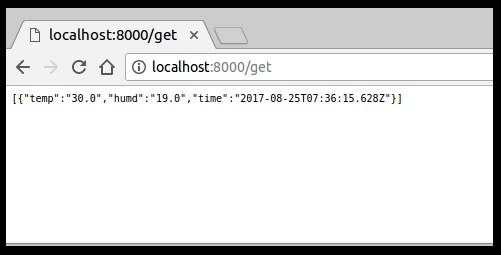 localhost:8000/get
localhost:8000/get
[{"temp":"30.0","humd":"19.0","time":"2017-08-25T07:36:15.628Z"}]